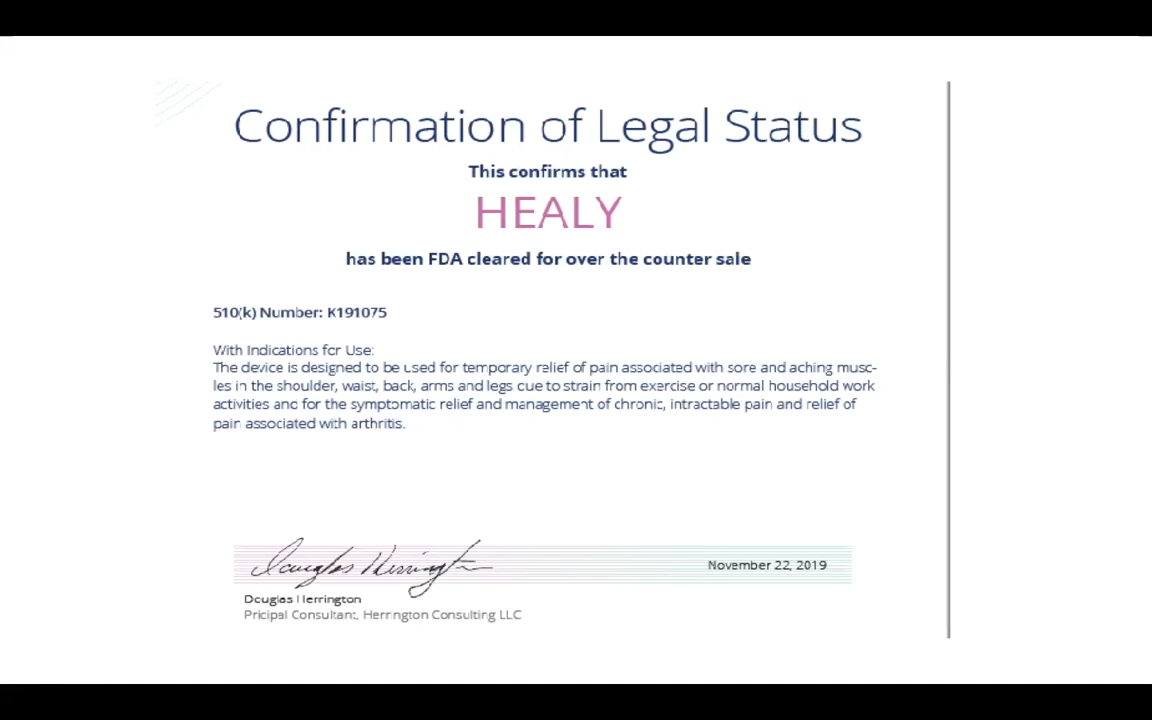 Confirmation of Legal Status
This confirms that
HEALY
has been FDA cleared for over the counter sale
510(k) Number: K191075
With Indications for Use:
The device is designed to be used for temporary relief of pain associated with sore and aching musc-
les in the shoulder, waist, back, arms and legs cue to strain from exercise or normal household work
activities and for the symptomatic relief and management of chronic, intractable pain and relief of
pain associated with arthritis.
Douglas Herrington
November 22, 2019
Douglas Herrington
Pricipal Consultant, Herrington Consulting LLC